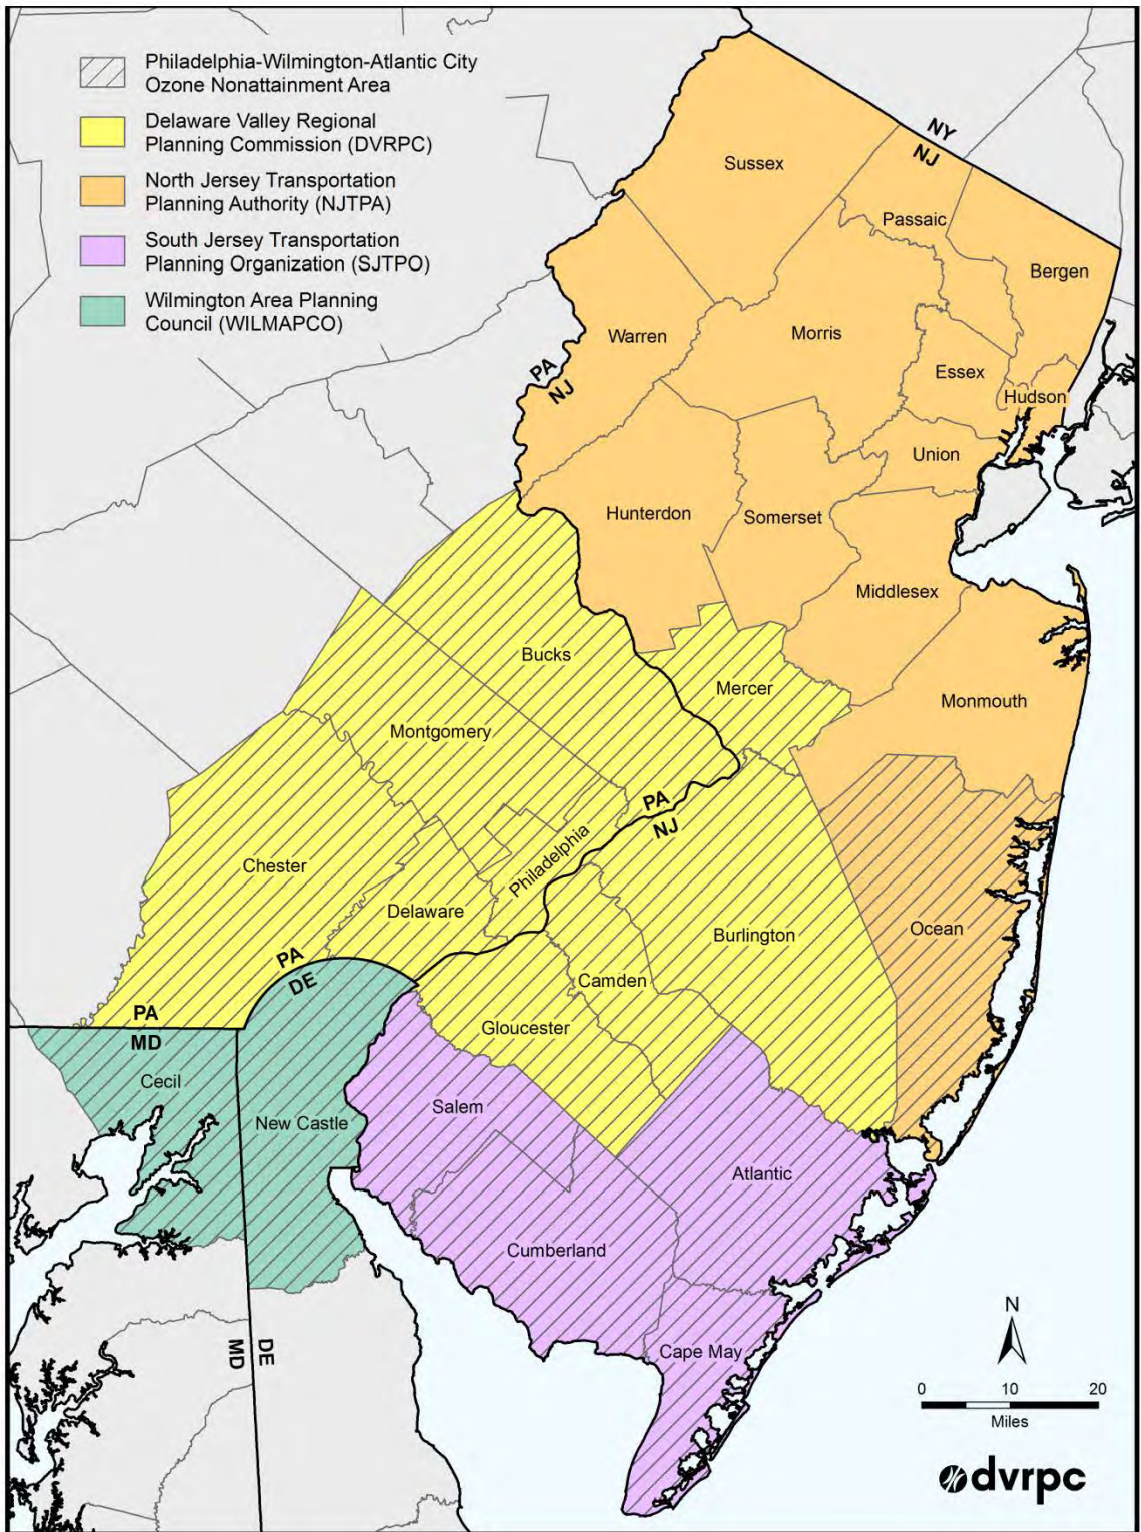 Philadelphia-Wilmington-Atlantic City
Ozone Nonattainment Area
Delaware Valley Regional
Planning Commission (DVRPC)
North Jersey Transportation
Planning Authority (NJTPA)
South Jersey Transportation
Planning Organization (SJTPO)
Wilmington Area Planning
Council (WILMAPCO)
NY
NJ
Sussex
Passaic
Bergen
Warren
Morris
PA
NJ
Essex
Hudson
Union
Hunterdon
Somerset
Middlesex
Bucks
Mercer
Monmouth
Montgomery
PA
NJ
Philadelphia
Chester
Delaware
Burlington
Ocean
PA
DE
Camden
Gloucester
PA
MD
Cecil
New Castle
Salem
Atlantic
Cumberland
Cape May
MD
DE
N
0 10 20
Miles
dvrpc